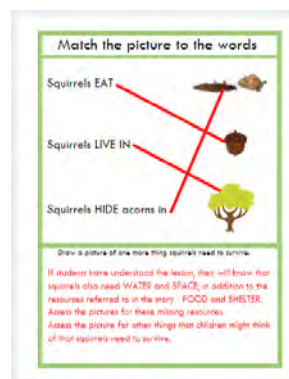 Match the picture to the words
Squirrels EAT
Squirrels LIVE IN
Squirrels HIDE acorns in
Draw a picture of one more thing squirrels need to survive.
If students have understood the lesson, they will know that
squirrels also need WATER and SPACE, in addition to the
resources referred to in the story - FOOD and SHELTER.
Assess the pictures for these missing resources.
Assess the picture for other things that children might think
of that squirrels need to survive.